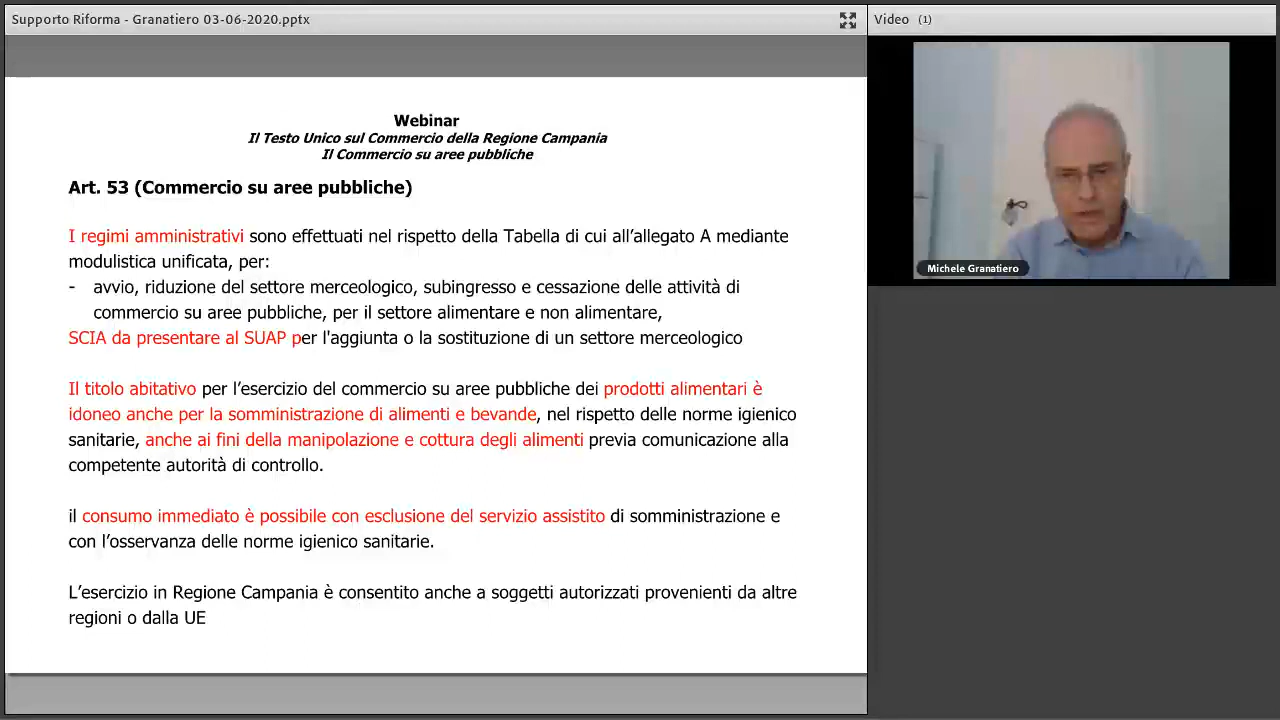 Supporto Riforma - Granatiero 03-06-2020.pptx
Video (1)
Webinar
Il Testo Unico sul Commercio della Regione Campania
Il Commercio su aree pubbliche
Art. 53 (Commercio su aree pubbliche)
I regimi amministrativi sono effettuati nel rispetto della Tabella di cui all’allegato A mediante
modulistica unificata, per:
- avvio, riduzione del settore merceologico, subingresso e cessazione delle attività di
commercio su aree pubbliche, per il settore alimentare e non alimentare,
SCIA da presentare al SUAP per l'aggiunta o la sostituzione di un settore merceologico
Il titolo abitativo per l’esercizio del commercio su aree pubbliche dei prodotti alimentari è
idoneo anche per la somministrazione di alimenti e bevande, nel rispetto delle norme igienico
sanitarie, anche ai fini della manipolazione e cottura degli alimenti previa comunicazione alla
competente autorità di controllo.
il consumo immediato è possibile con esclusione del servizio assistito di somministrazione e
con l’osservanza delle norme igienico sanitarie.
L’esercizio in Regione Campania è consentito anche a soggetti autorizzati provenienti da altre
regioni o dalla UE
Michele Granatiero